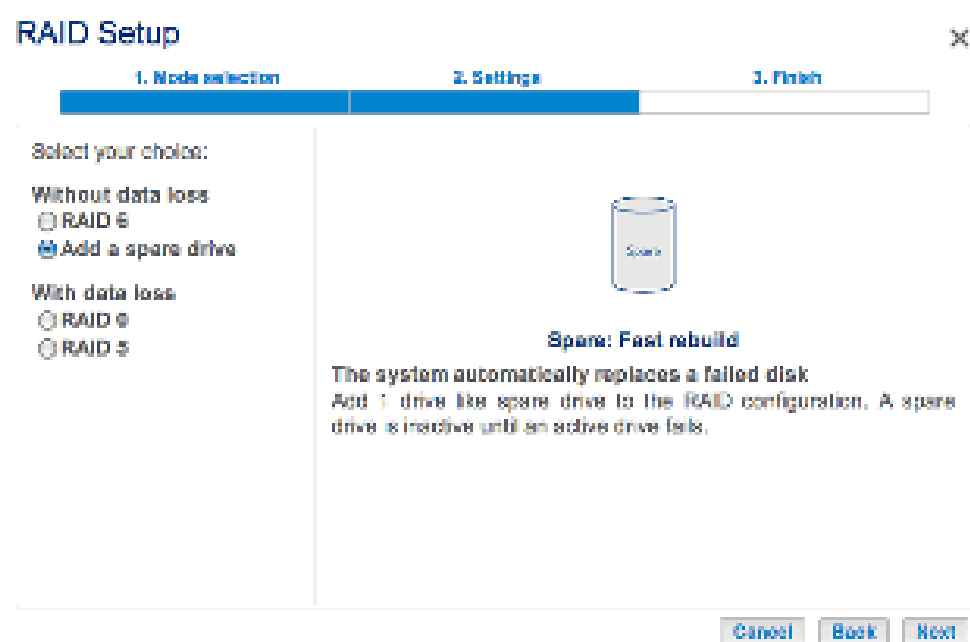 RAID Setup
1. Mode selection
2. Settings
3. Finish
Select your choice:
Without data loss
RAID 6
Add a spare drive
With data loss
RAID 0
RAID 5
Spare
Spare: Fast rebuild
The system automatically replaces a failed disk
Add 1 drive like spare drive to the RAID configuration. A spare
drive is inactive until an active drive fails.
Cancel
Back
Next